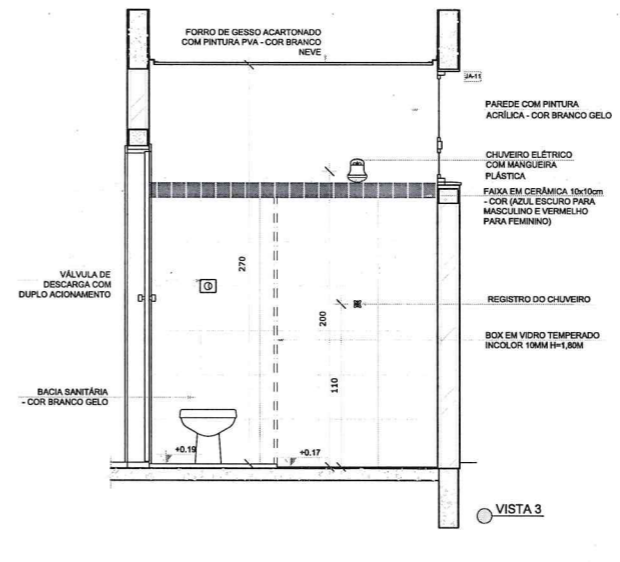 FORRO DE GESSO ACARTONADO
COM PINTURA PVA - COR BRANCO
NEVE
JA-11
PAREDE COM PINTURA
ACRÍLICA - COR BRANCO GELO
CHUVEIRO ELÉTRICO
COM MANGUEIRA
PLÁSTICA
FAIXA EM CERÂMICA 10x10cm
- COR (AZUL ESCURO PARA
MASCULINO E VERMELHO
PARA FEMININO)
VÁLVULA DE
DESCARGA COM
DUPLO ACIONAMENTO
270
200
110
REGISTRO DO CHUVEIRO
BOX EM VIDRO TEMPERADO
INCOLOR 10MM H=1,80M
BACIA SANITÁRIA
- COR BRANCO GELO
+0.19
+0.17
VISTA 3